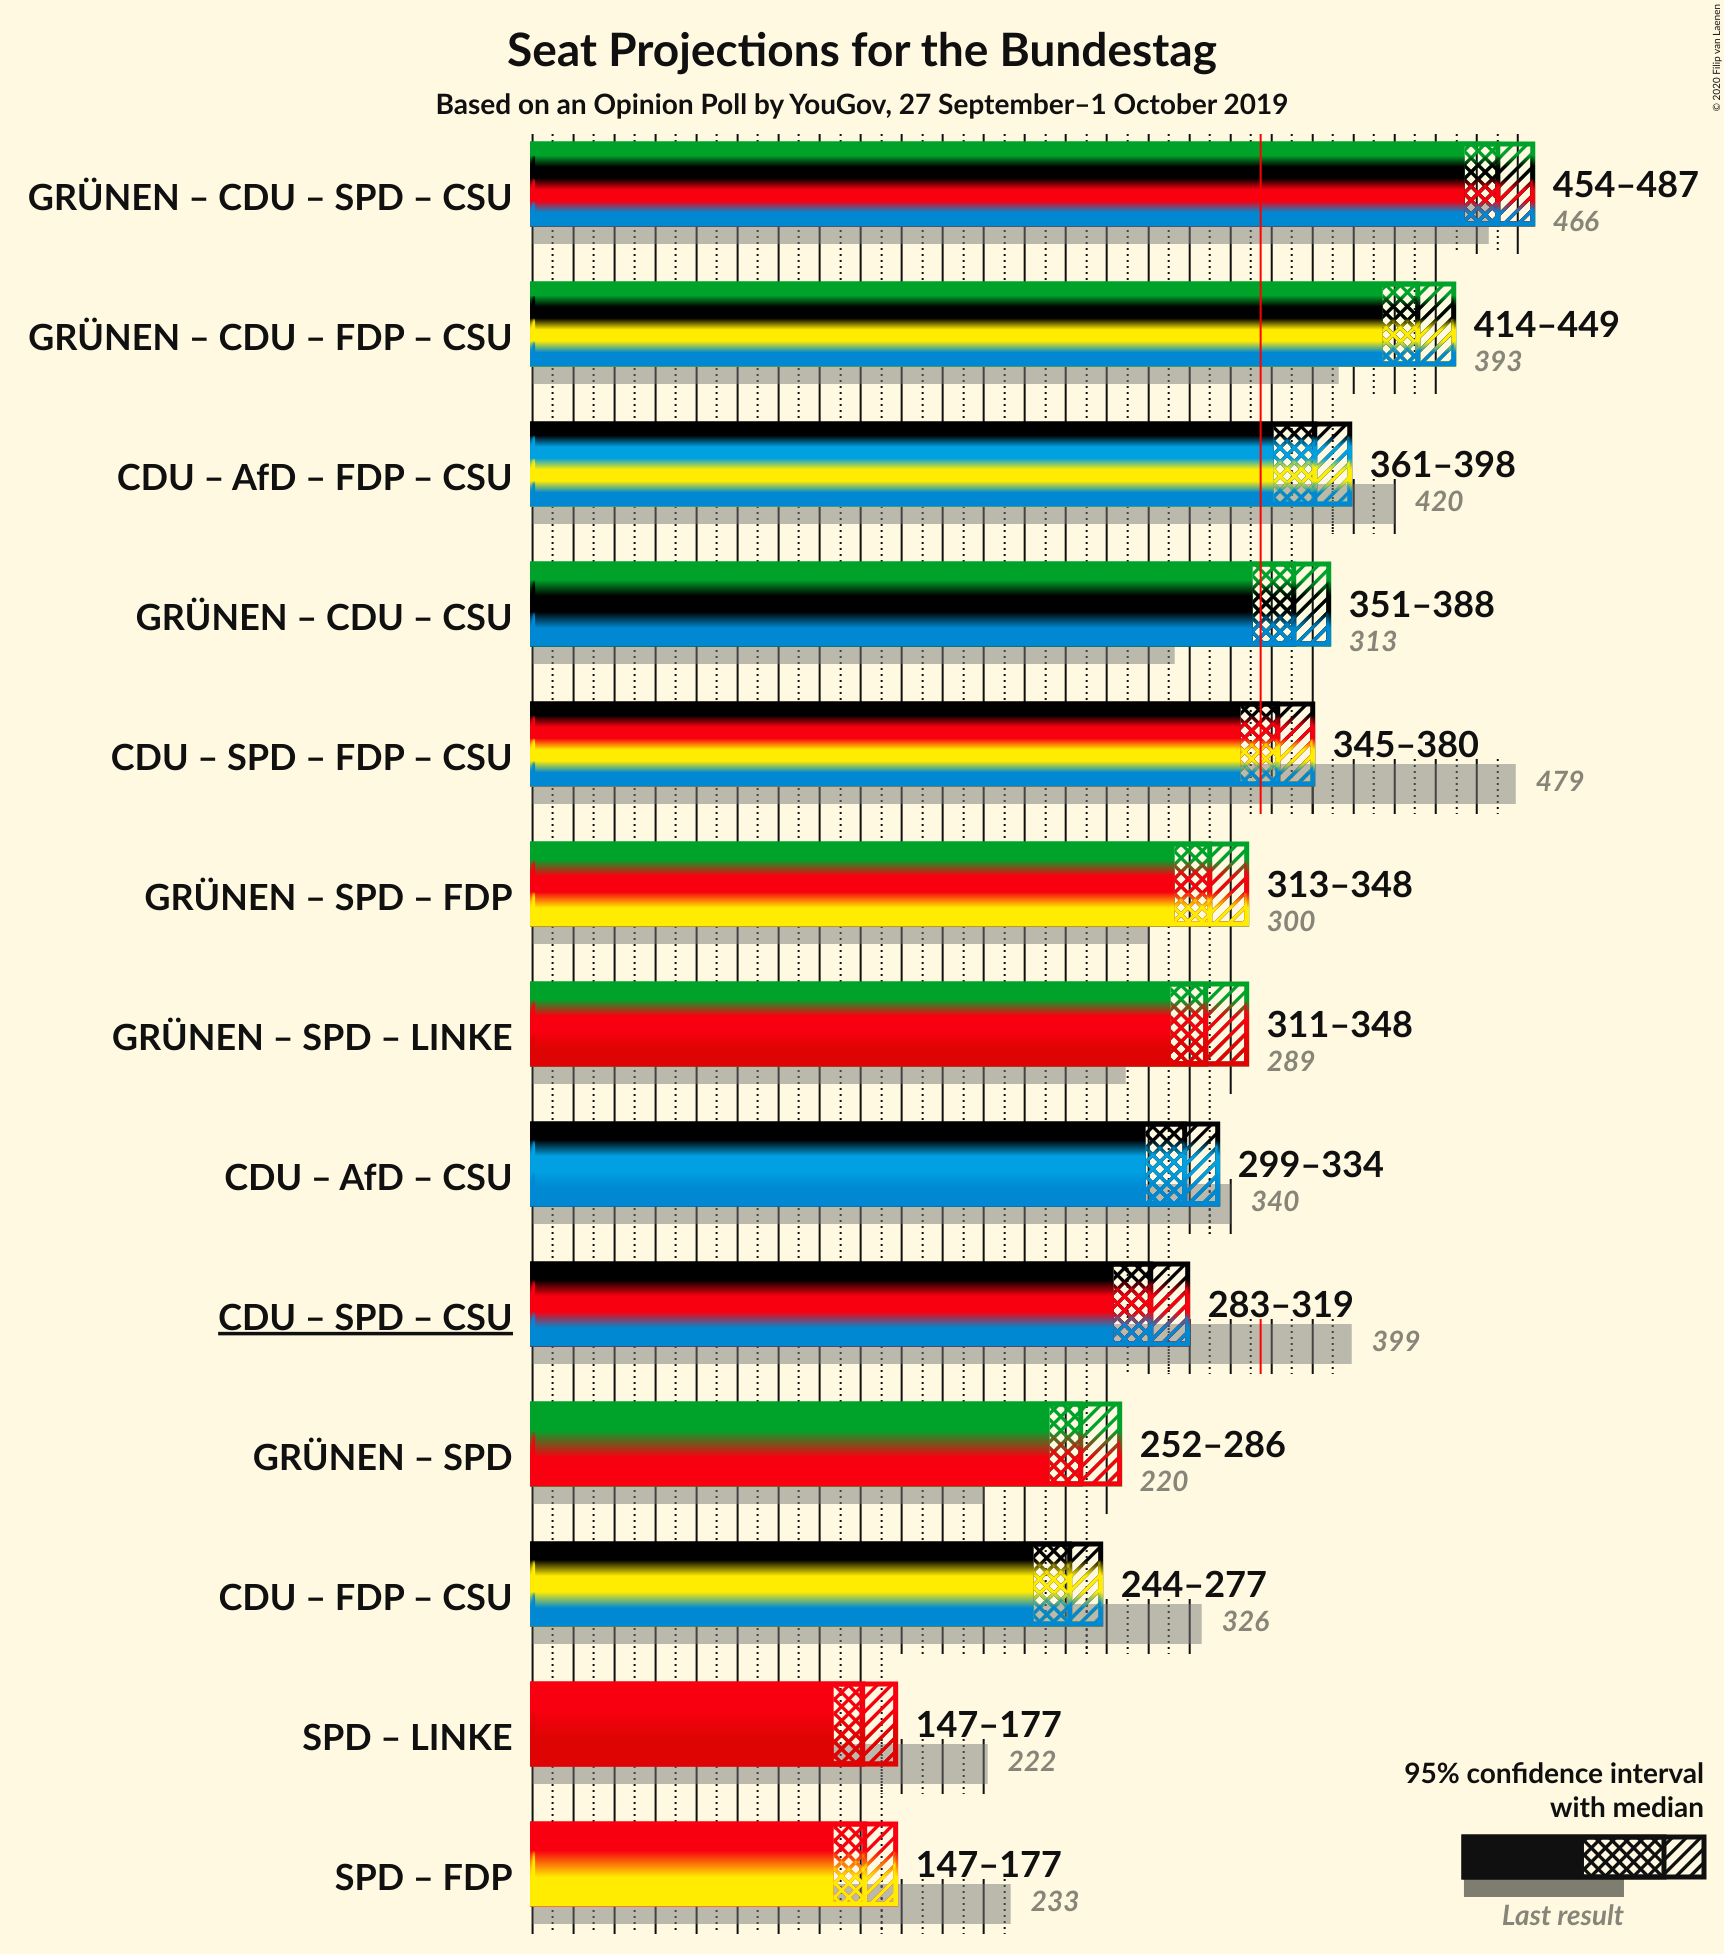 Seat Projections for the Bundestag
Based on an Opinion Poll by YouGov, 27 September–1 October 2019
© 2020 Filip van Laenen
GRÜNEN – CDU – SPD – CSU
454–487
466
GRÜNEN – CDU – FDP – CSU
414–449
393
CDU – AfD – FDP – CSU
361–398
420
GRÜNEN – CDU – CSU
351–388
313
CDU – SPD – FDP – CSU
345–380
479
GRÜNEN – SPD – FDP
313–348
300
GRÜNEN – SPD – LINKE
311–348
289
CDU – AfD – CSU
299–334
340
CDU – SPD – CSU
283–319
399
GRÜNEN – SPD
252–286
220
CDU – FDP – CSU
244–277
326
SPD – LINKE
147–177
222
SPD – FDP
147–177
233
95% confidence interval
with median
Last result